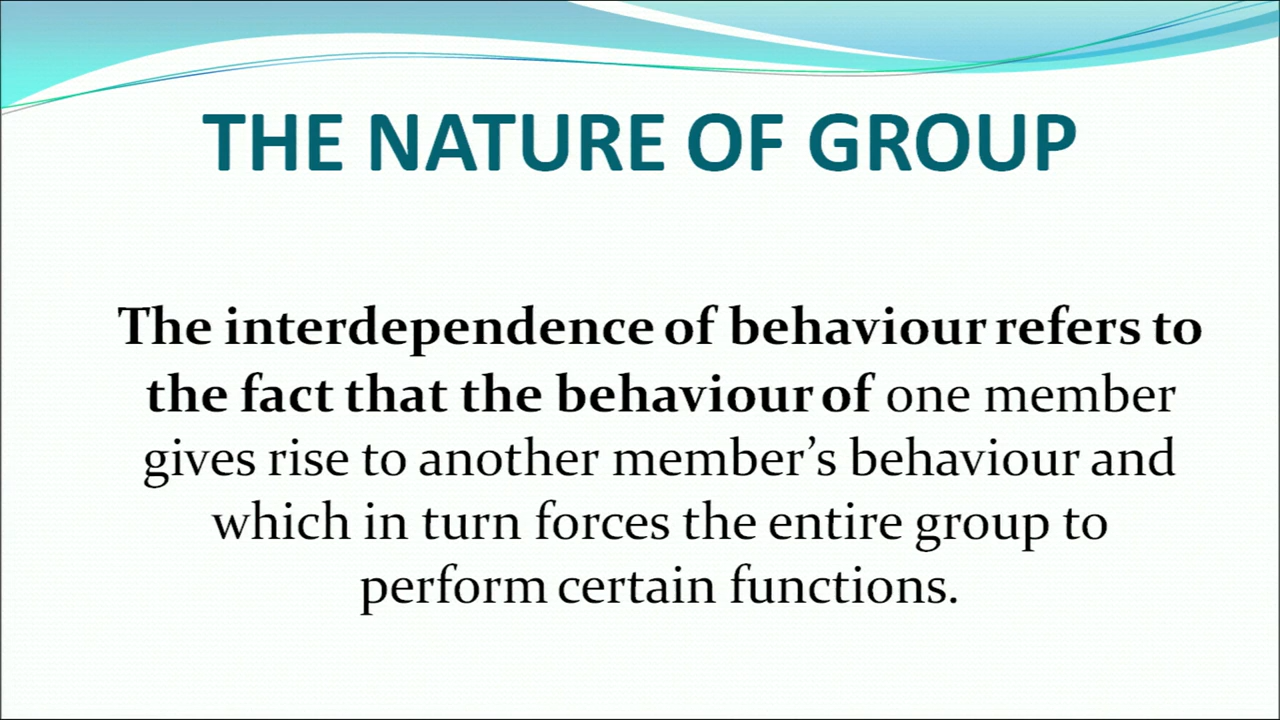 THE NATURE OF GROUP
The interdependence of behaviour refers to
the fact that the behaviour of one member
gives rise to another member’s behaviour and
which in turn forces the entire group to
perform certain functions.